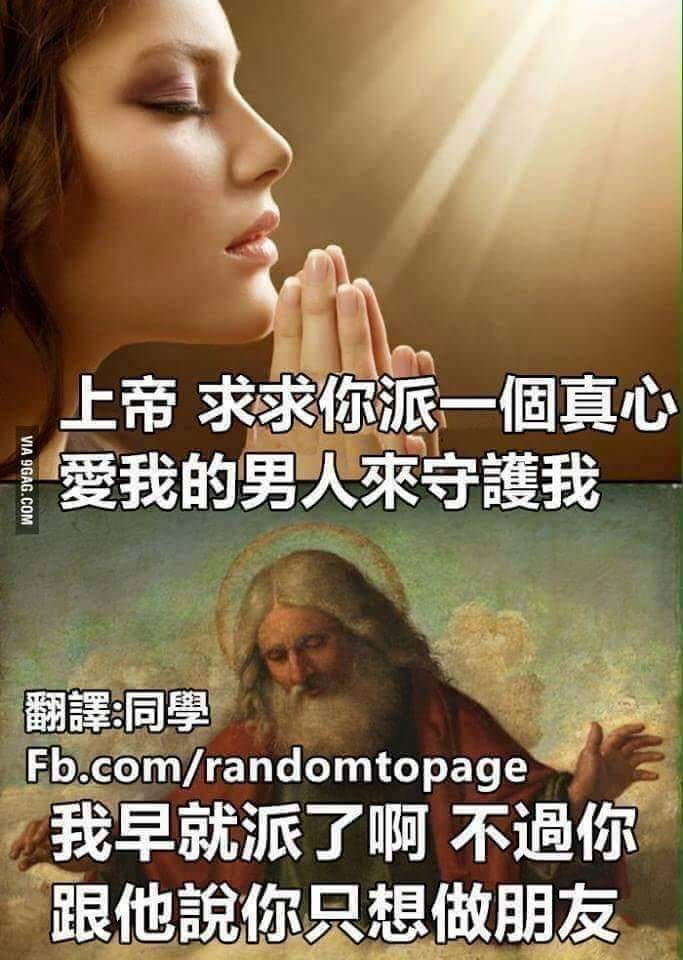 上帝 求求你派一個真心
愛我的男人來守護我
VIA 9GAG.COM
翻譯:同學
Fb.com/randomtopage
我早就派了啊 不過你
跟他說你只想做朋友